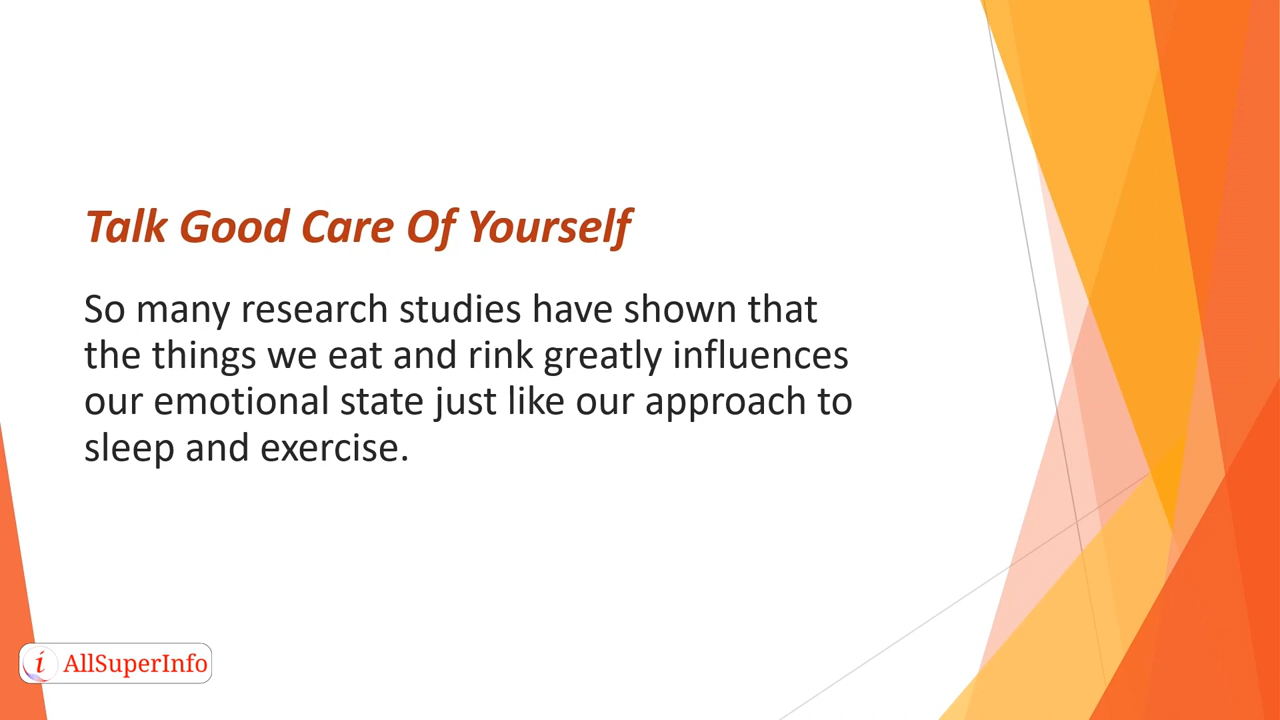 Talk Good Care Of Yourself
So many research studies have shown that
the things we eat and rink greatly influences
our emotional state just like our approach to
sleep and exercise.
i AllSuperInfo